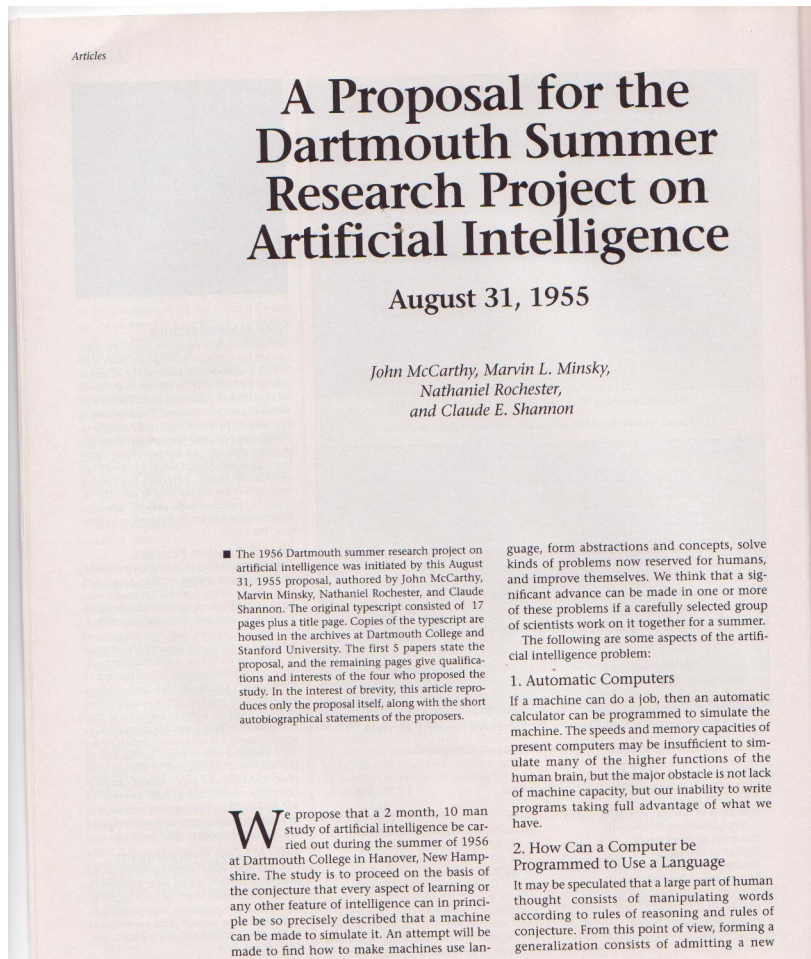 Articles
A Proposal for the
Dartmouth Summer
Research Project on
Artificial Intelligence
August 31, 1955
John McCarthy, Marvin L. Minsky,
Nathaniel Rochester,
and Claude E. Shannon
■ The 1956 Dartmouth summer research project on
artificial intelligence was initiated by this August
31, 1955 proposal, authored by John McCarthy,
Marvin Minsky, Nathaniel Rochester, and Claude
Shannon. The original typescript consisted of 17
pages plus a title page. Copies of the typescript are
housed in the archives at Dartmouth College and
Stanford University. The first 5 papers state the
proposal, and the remaining pages give qualifica-
tions and interests of the four who proposed the
study. In the interest of brevity, this article repro-
duces only the proposal itself, along with the short
autobiographical statements of the proposers.
We propose that a 2 month, 10 man
study of artificial intelligence be car-
ried out during the summer of 1956
at Dartmouth College in Hanover, New Hamp-
shire. The study is to proceed on the basis of
the conjecture that every aspect of learning or
any other feature of intelligence can in princi-
ple be so precisely described that a machine
can be made to simulate it. An attempt will be
made to find how to make machines use lan-
guage, form abstractions and concepts, solve
kinds of problems now reserved for humans,
and improve themselves. We think that a sig-
nificant advance can be made in one or more
of these problems if a carefully selected group
of scientists work on it together for a summer.
The following are some aspects of the artifi-
cial intelligence problem:
1. Automatic Computers
If a machine can do a job, then an automatic
calculator can be programmed to simulate the
machine. The speeds and memory capacities of
present computers may be insufficient to sim-
ulate many of the higher functions of the
human brain, but the major obstacle is not lack
of machine capacity, but our inability to write
programs taking full advantage of what we
have.
2. How Can a Computer be
Programmed to Use a Language
It may be speculated that a large part of human
thought consists of manipulating words
according to rules of reasoning and rules of
conjecture. From this point of view, forming a
generalization consists of admitting a new